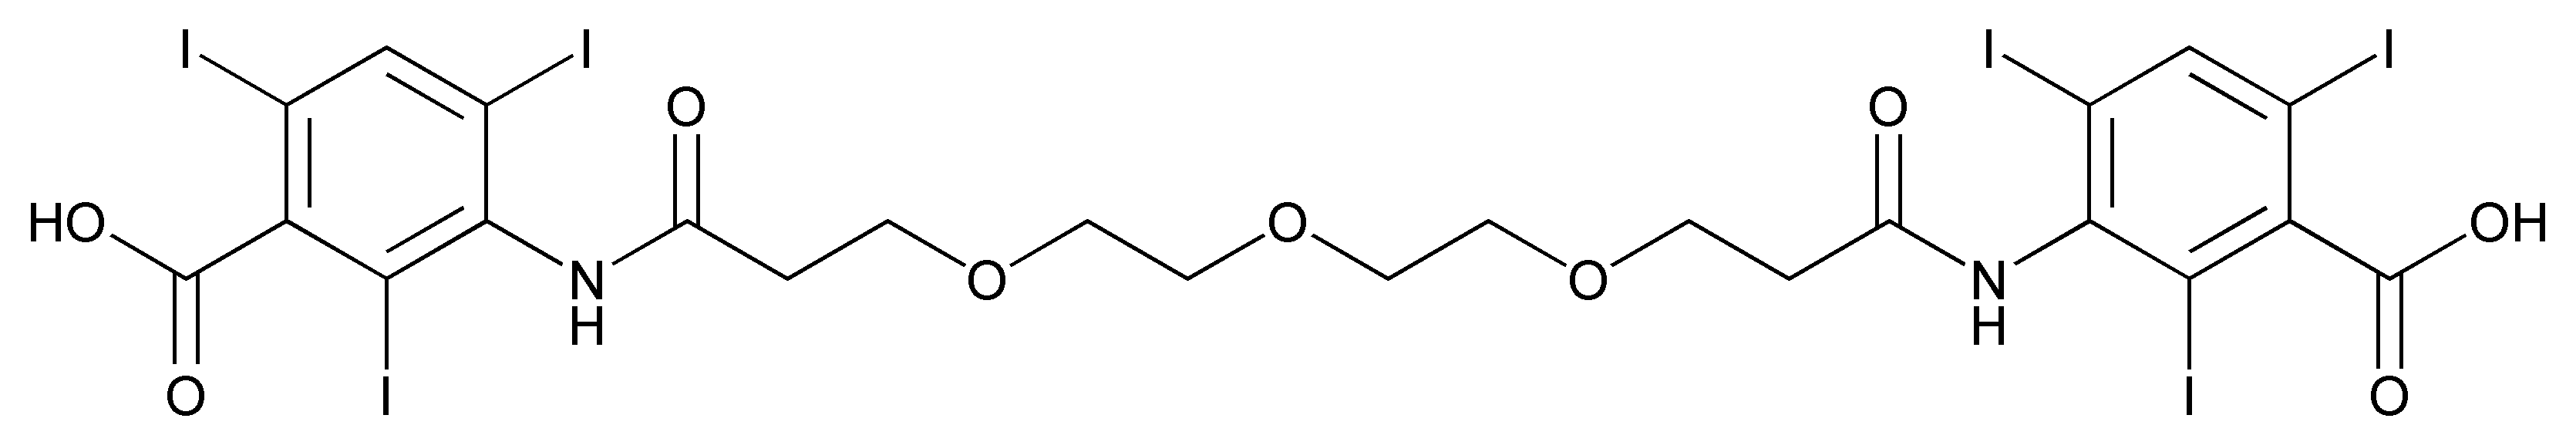 I I I I
O O
HO O OH
O O
N N
H H
O I I O